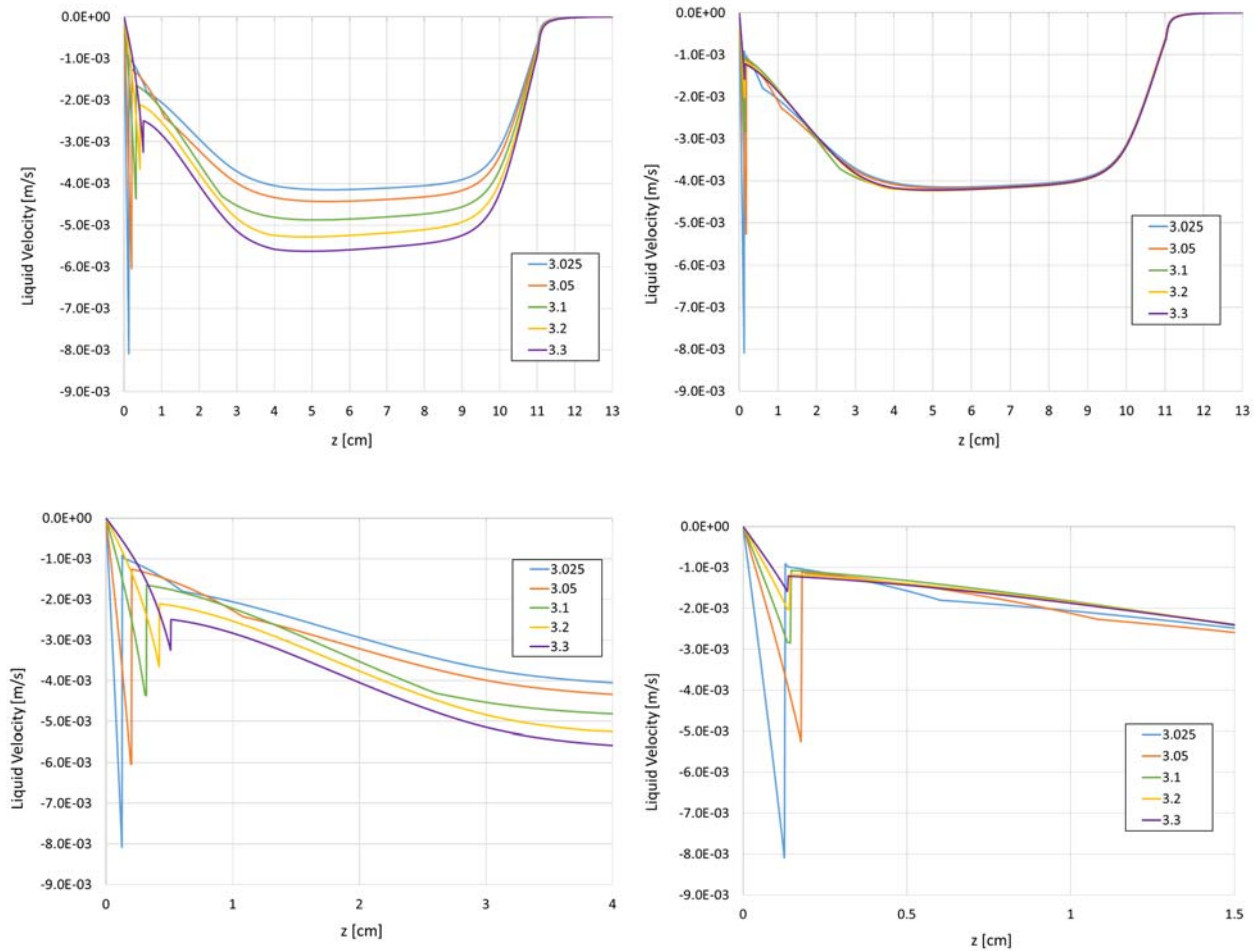 0.0E+00
-1.0E-03
-2.0E-03
-3.0E-03
-4.0E-03
-5.0E-03
-6.0E-03
-7.0E-03
-8.0E-03
-9.0E-03
Liquid Velocity [m/s]
0 1 2 3 4 5 6 7 8 9 10 11 12 13
z [cm]
3.025
3.05
3.1
3.2
3.3
0.0E+00
-1.0E-03
-2.0E-03
-3.0E-03
-4.0E-03
-5.0E-03
-6.0E-03
-7.0E-03
-8.0E-03
-9.0E-03
Liquid Velocity [m/s]
0 1 2 3 4 5 6 7 8 9 10 11 12 13
z [cm]
3.025
3.05
3.1
3.2
3.3
0.0E+00
-1.0E-03
-2.0E-03
-3.0E-03
-4.0E-03
-5.0E-03
-6.0E-03
-7.0E-03
-8.0E-03
-9.0E-03
Liquid Velocity [m/s]
0 1 2 3 4
z [cm]
3.025
3.05
3.1
3.2
3.3
0.0E+00
-1.0E-03
-2.0E-03
-3.0E-03
-4.0E-03
-5.0E-03
-6.0E-03
-7.0E-03
-8.0E-03
-9.0E-03
Liquid Velocity [m/s]
0 0.5 1 1.5
z [cm]
3.025
3.05
3.1
3.2
3.3